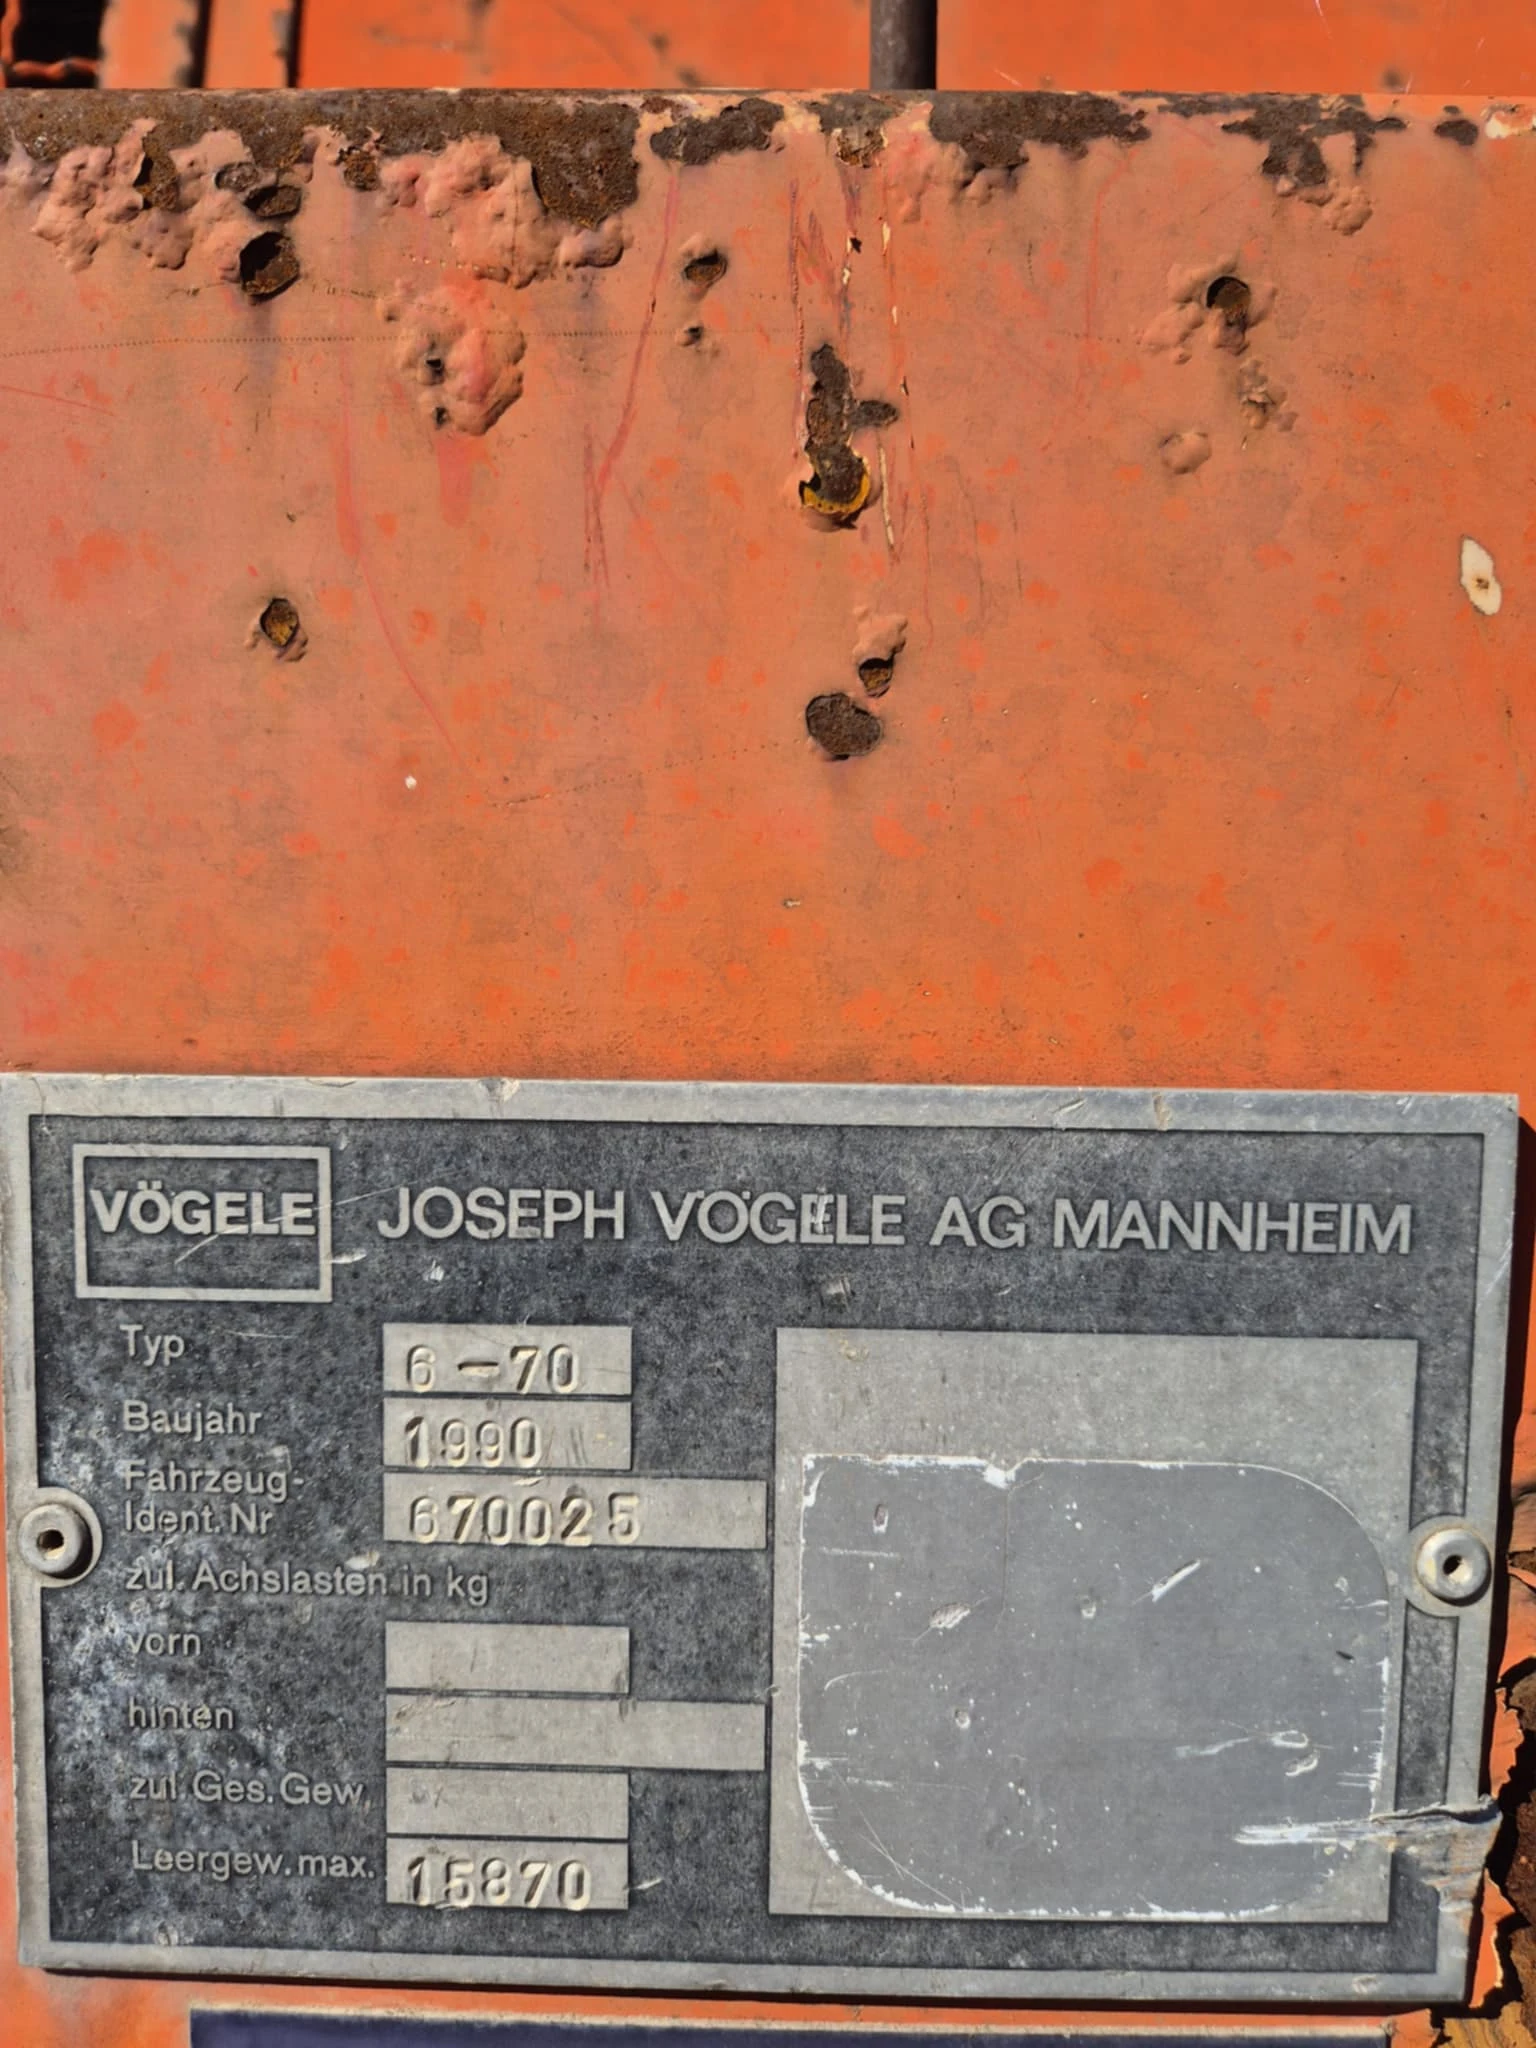 VÖGELE JOSEPH VÖGELE AG MANNHEIM
Typ 6-70
Baujahr 1990
Fahrzeug-
Ident.Nr 670025
zul. Achslasten in kg
vorn
hinten
zul. Ges. Gew.
Leergew. max. 15870